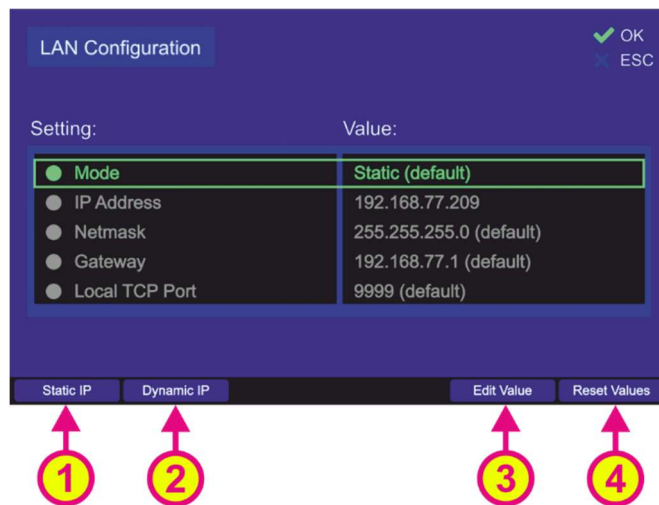 LAN Configuration
OK
ESC
Setting: Value:
Mode Static (default)
IP Address 192.168.77.209
Netmask 255.255.255.0 (default)
Gateway 192.168.77.1 (default)
Local TCP Port 9999 (default)
Static IP Dynamic IP Edit Value Reset Values
1 2 3 4